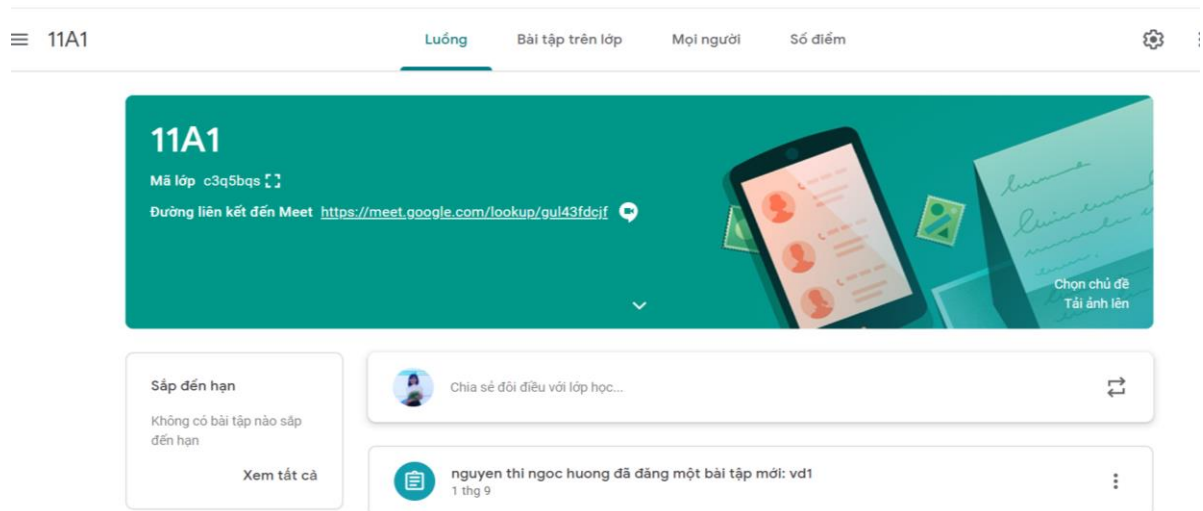 11A1
Luồng
Bài tập trên lớp
Mọi người
Số điểm
11A1
Mã lớp c3q5bqs
Đường liên kết đến Meet https://meet.google.com/lookup/gul43fdcjf
Chọn chủ đề
Tải ảnh lên
Sắp đến hạn
Không có bài tập nào sắp
đến hạn
Xem tất cả
Chia sẻ đôi điều với lớp học...
nguyen thi ngoc huong đã đăng một bài tập mới: vd1
1 thg 9